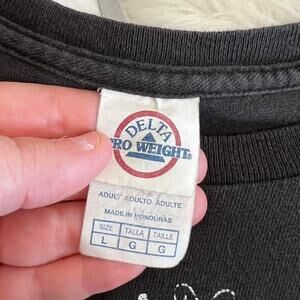 DELTA
PRO WEIGHT®
ADULT ADULTO ADULTE
MADE IN HONDURAS
SIZE TALLA TAILLE
L G G